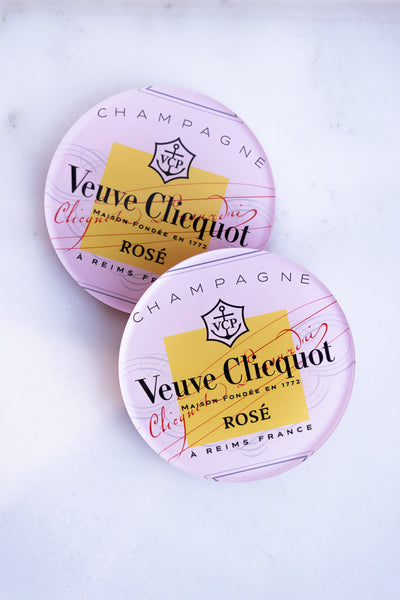 CHAMPAGNE
VCP
Veuve Clicquot
MAISON FONDÉE EN 1772
ROSÉ
À REIMS FRANCE
CHAMPAGNE
VCP
Veuve Clicquot
MAISON FONDÉE EN 1772
ROSÉ
À REIMS FRANCE